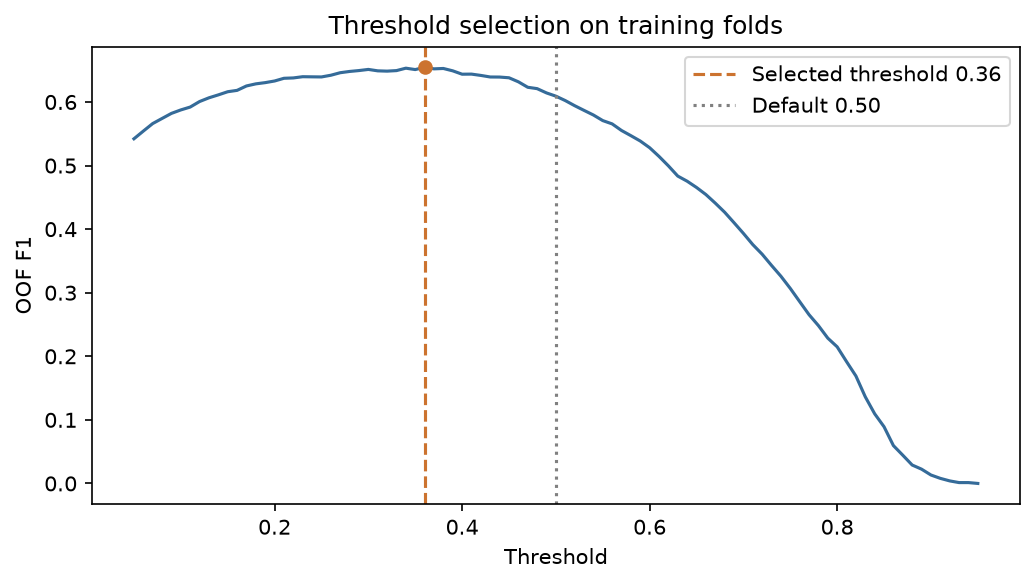 Threshold selection on training folds
Selected threshold 0.36
Default 0.50
OOF F1
0.6
0.5
0.4
0.3
0.2
0.1
0.0
0.2 0.4 0.6 0.8
Threshold